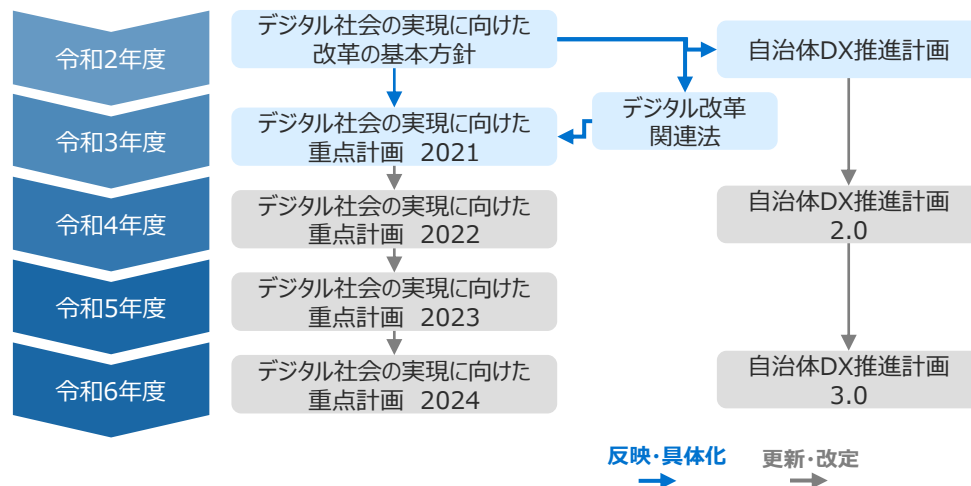 令和2年度
デジタル社会の実現に向けた
改革の基本方針
自治体DX推進計画
令和3年度
デジタル社会の実現に向けた
重点計画 2021
デジタル改革
関連法
令和4年度
デジタル社会の実現に向けた
重点計画 2022
自治体DX推進計画
2.0
令和5年度
デジタル社会の実現に向けた
重点計画 2023
令和6年度
デジタル社会の実現に向けた
重点計画 2024
自治体DX推進計画
3.0
反映・具体化
更新・改定